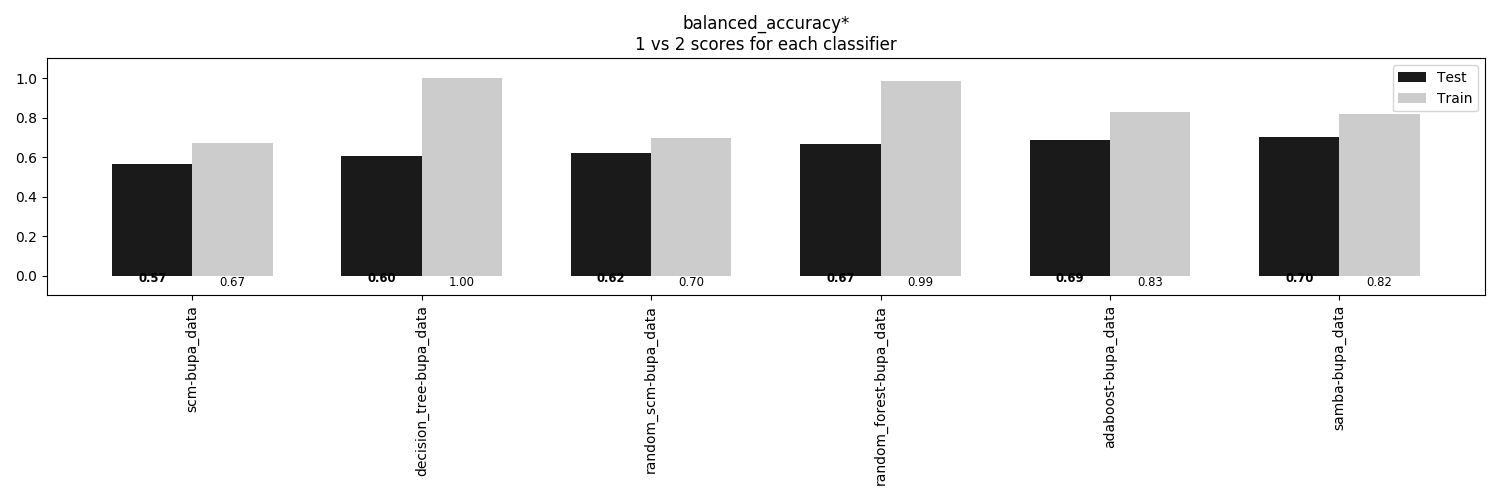 balanced_accuracy*
1 vs 2 scores for each classifier
Test
Train
1.0
0.8
0.6
0.4
0.2
0.0
0.57
0.67
0.60
1.00
0.62
0.70
0.67
0.99
0.69
0.83
0.70
0.82
scm-bupa_data
decision_tree-bupa_data
random_scm-bupa_data
random_forest-bupa_data
adaboost-bupa_data
samba-bupa_data